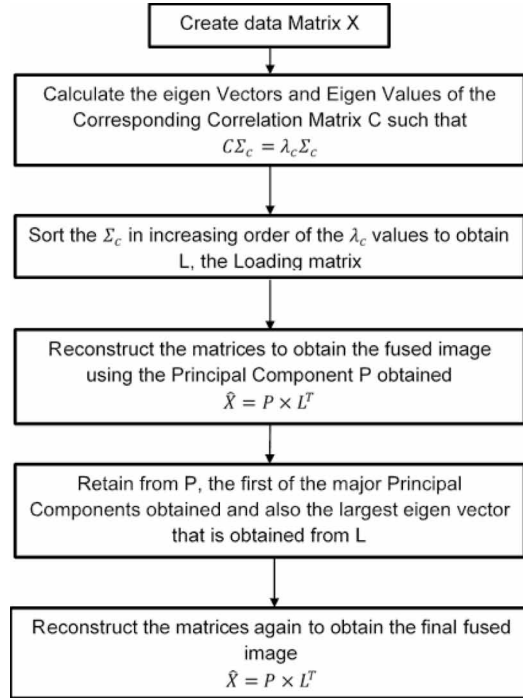 Create data Matrix X
Calculate the eigen Vectors and Eigen Values of the
Corresponding Correlation Matrix C such that
CΣ_c = λ_cΣ_c
Sort the Σ_c in increasing order of the λ_c values to obtain
L, the Loading matrix
Reconstruct the matrices to obtain the fused image
using the Principal Component P obtained
X̂ = P × L^T
Retain from P, the first of the major Principal
Components obtained and also the largest eigen vector
that is obtained from L
Reconstruct the matrices again to obtain the final fused
image
X̂ = P × L^T